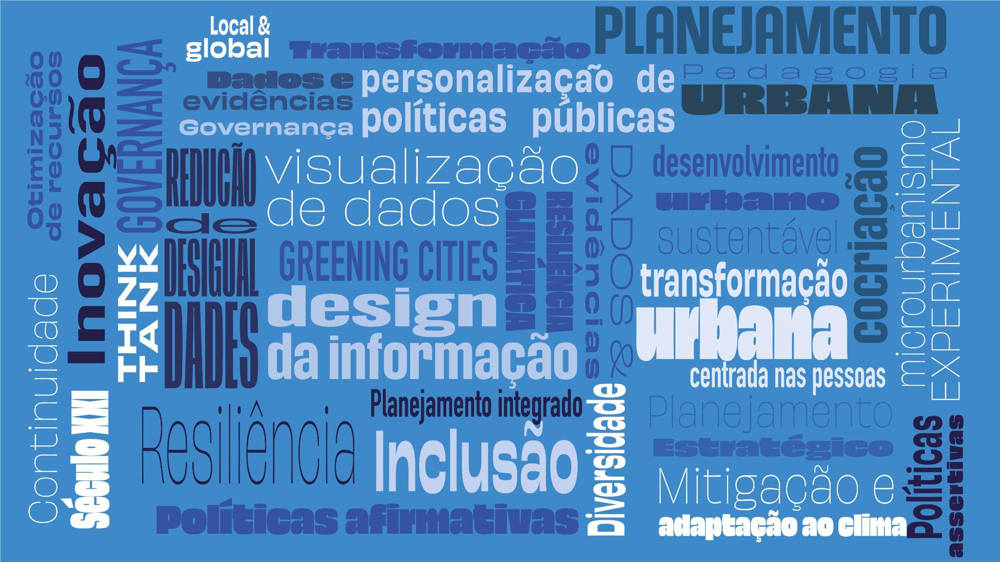 Local &
global
Transformação
PLANEJAMENTO
Dados e
evidências
Governança
personalização de
políticas públicas
Pedagogia
URBANA
Otimização
de recursos
Inovação
GOVERNANÇA
REDUCÃO
de
DESIGUAL
DADES
visualização
de dados
GREENING CITIES
RESILIÊNCIA
CLIMÁTICA
DADOS &
evidências
desenvolvimento
urbano
sustentável
cocriação
microurbanismo
EXPERIMENTAL
THINK
TANK
design
da informação
transformação
urbana
centrada nas pessoas
Continuidade
século XXI
Resiliência
Planejamento integrado
Inclusão
Diversidade
Planejamento
Estratégico
Mitigação e
adaptação ao clima
Políticas
assertivas
Políticas afirmativas